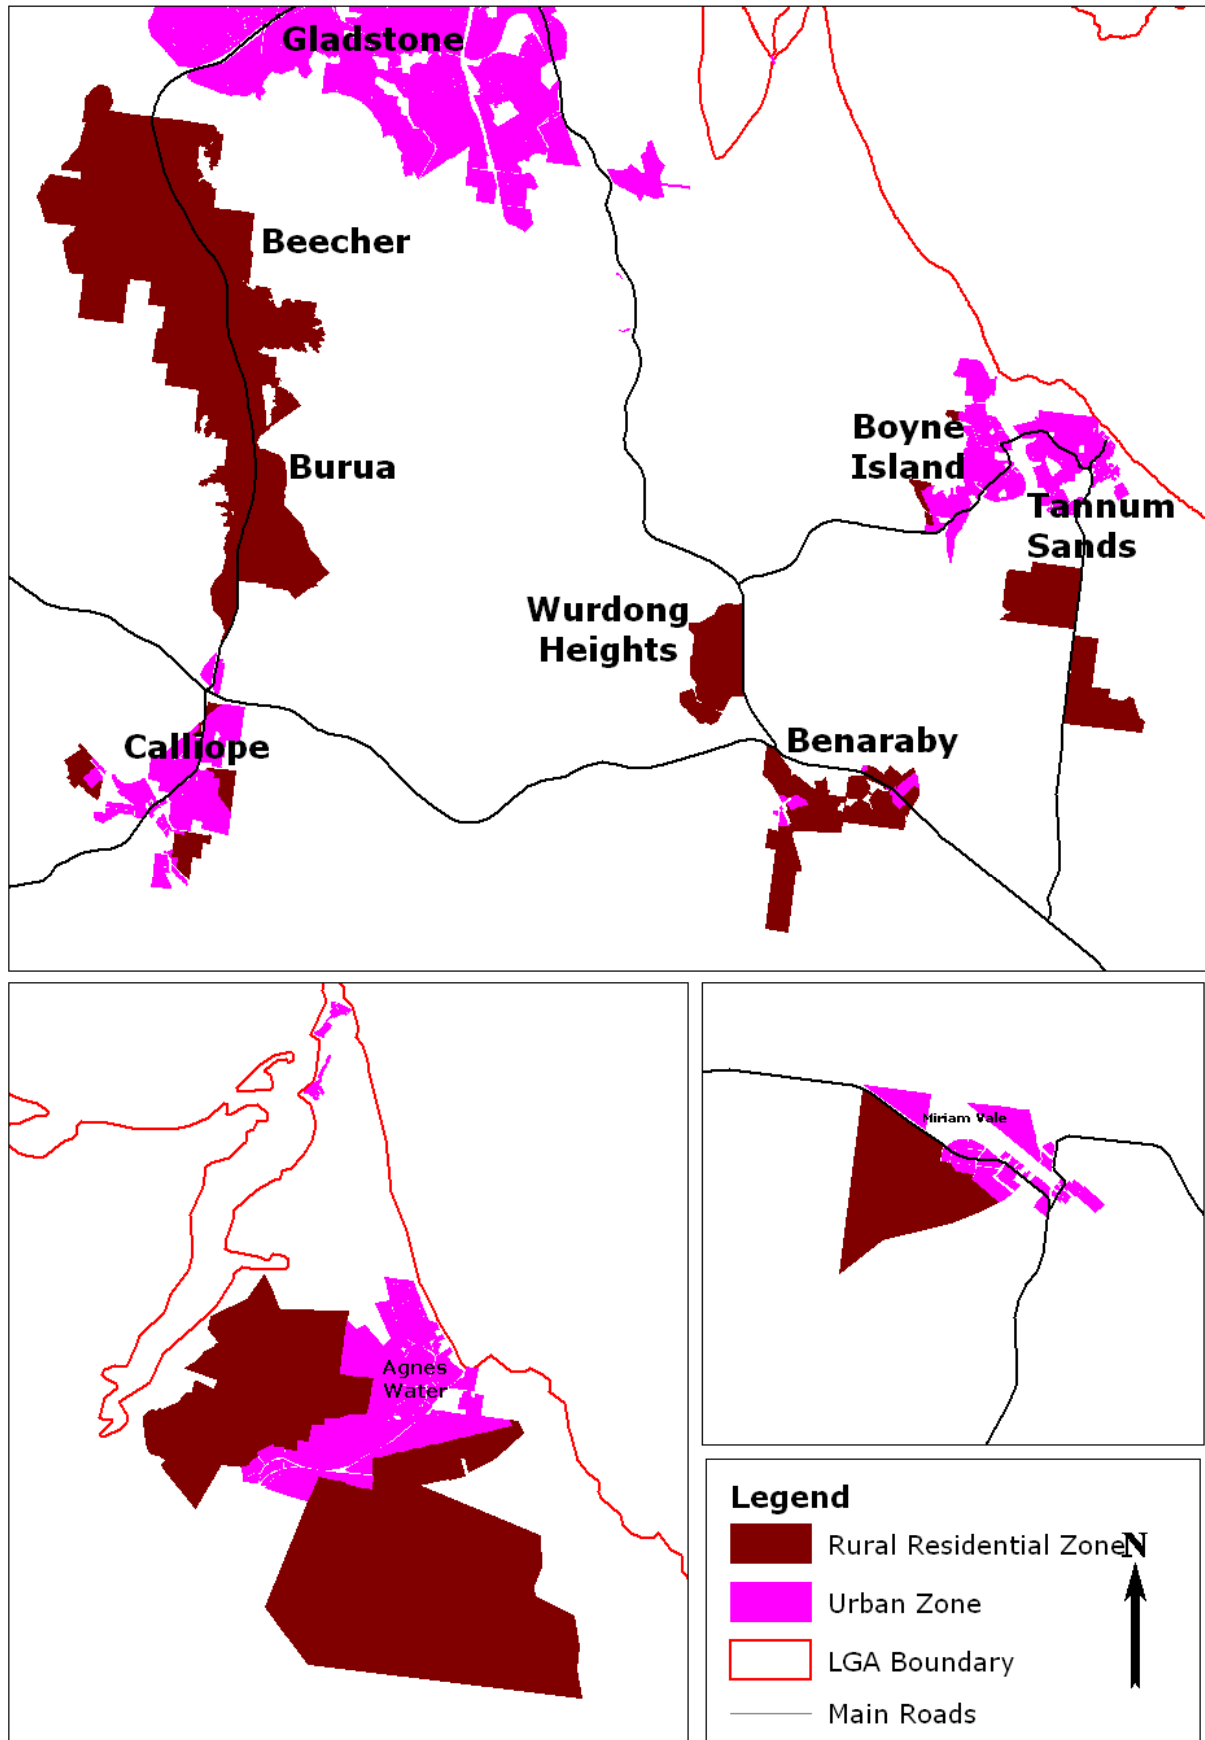 Gladstone
Beecher
Burua
Boyne
Island
Tannum
Sands
Wurdong
Heights
Calliope
Benaraby
Agnes
Water
Miriam Vale
Legend
Rural Residential Zone
N
Urban Zone
LGA Boundary
Main Roads